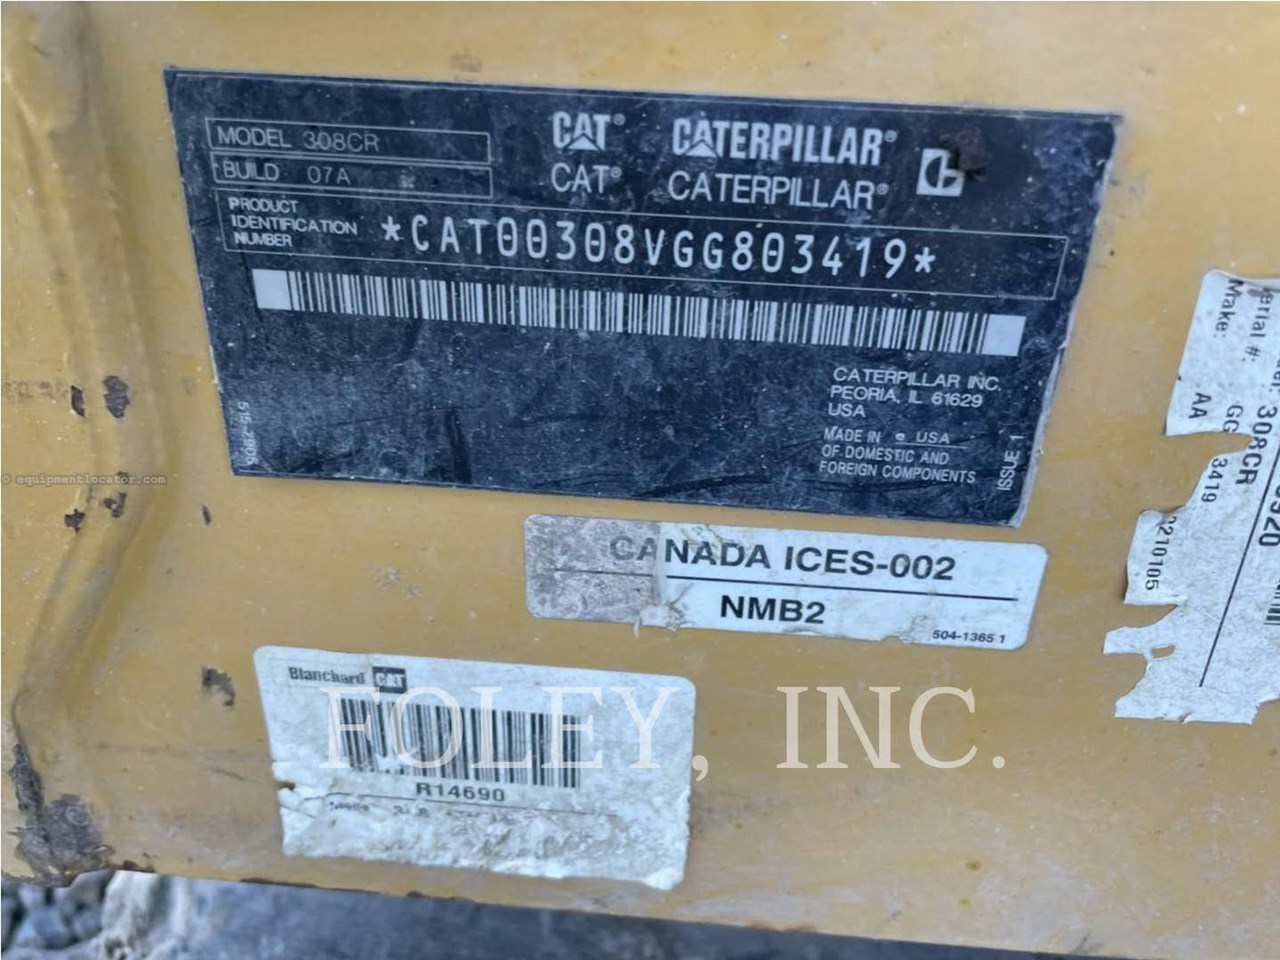 MODEL 308CR
BUILD 07A
CAT® CATERPILLAR®
CAT® CATERPILLAR®
PRODUCT
IDENTIFICATION
NUMBER
*CAT00308VGG803419*
CATERPILLAR INC.
PEORIA, IL 61629
USA
MADE IN USA
OF DOMESTIC AND
FOREIGN COMPONENTS
ISSUE 1
CANADA ICES-002
NMB2
504-1365 1
Blanchard CAT
R14690
Make:
AA
308CR
3419
0210105
FOLEY, INC.
© equipmentlocator.com